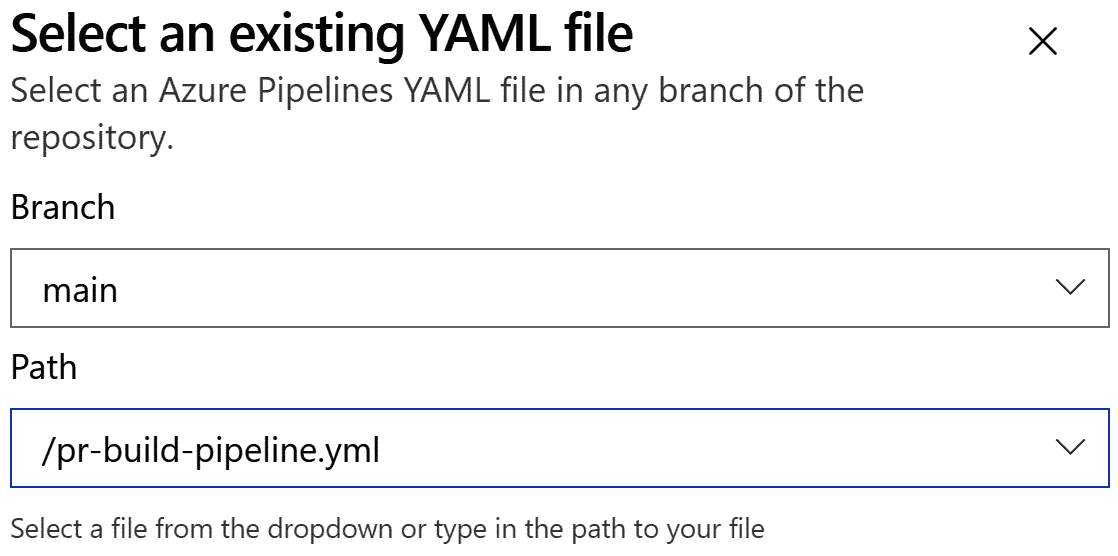 Select an existing YAML file
Select an Azure Pipelines YAML file in any branch of the
repository.
Branch
main
Path
/pr-build-pipeline.yml
Select a file from the dropdown or type in the path to your file